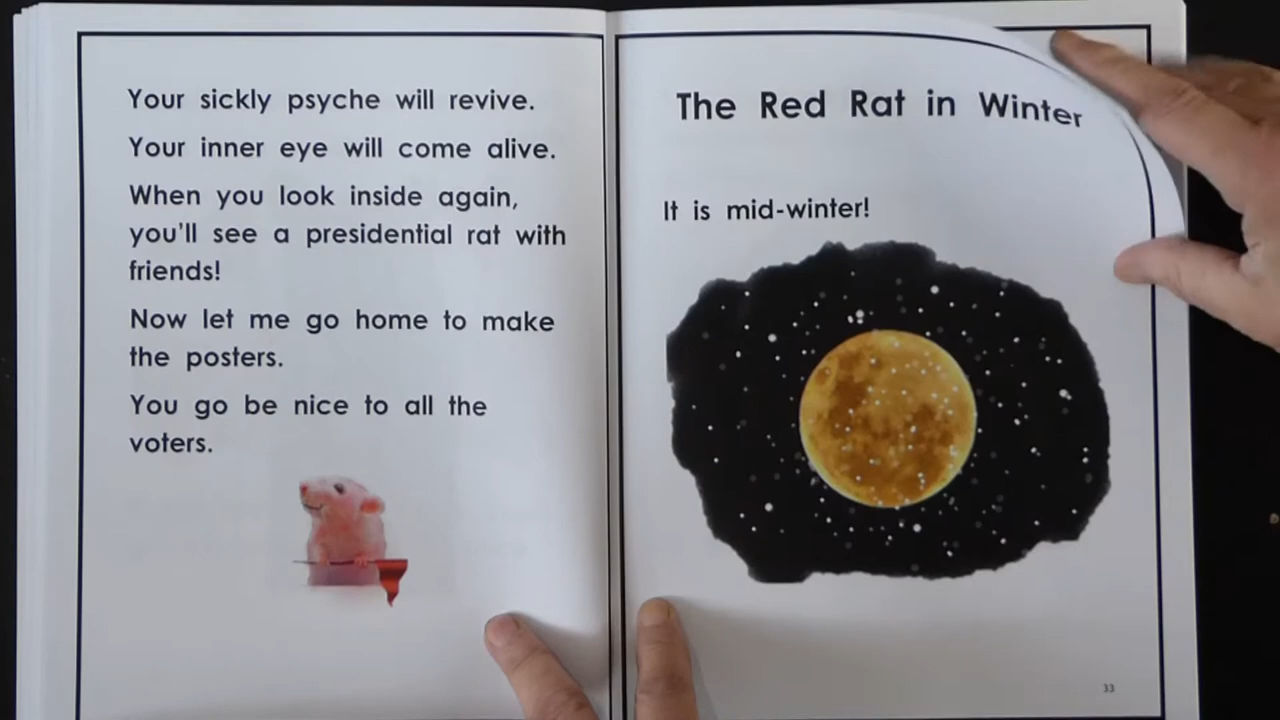 Your sickly psyche will revive.
Your inner eye will come alive.
When you look inside again,
you'll see a presidential rat with
friends!
Now let me go home to make
the posters.
You go be nice to all the
voters.
The Red Rat in Winter
It is mid-winter!
33